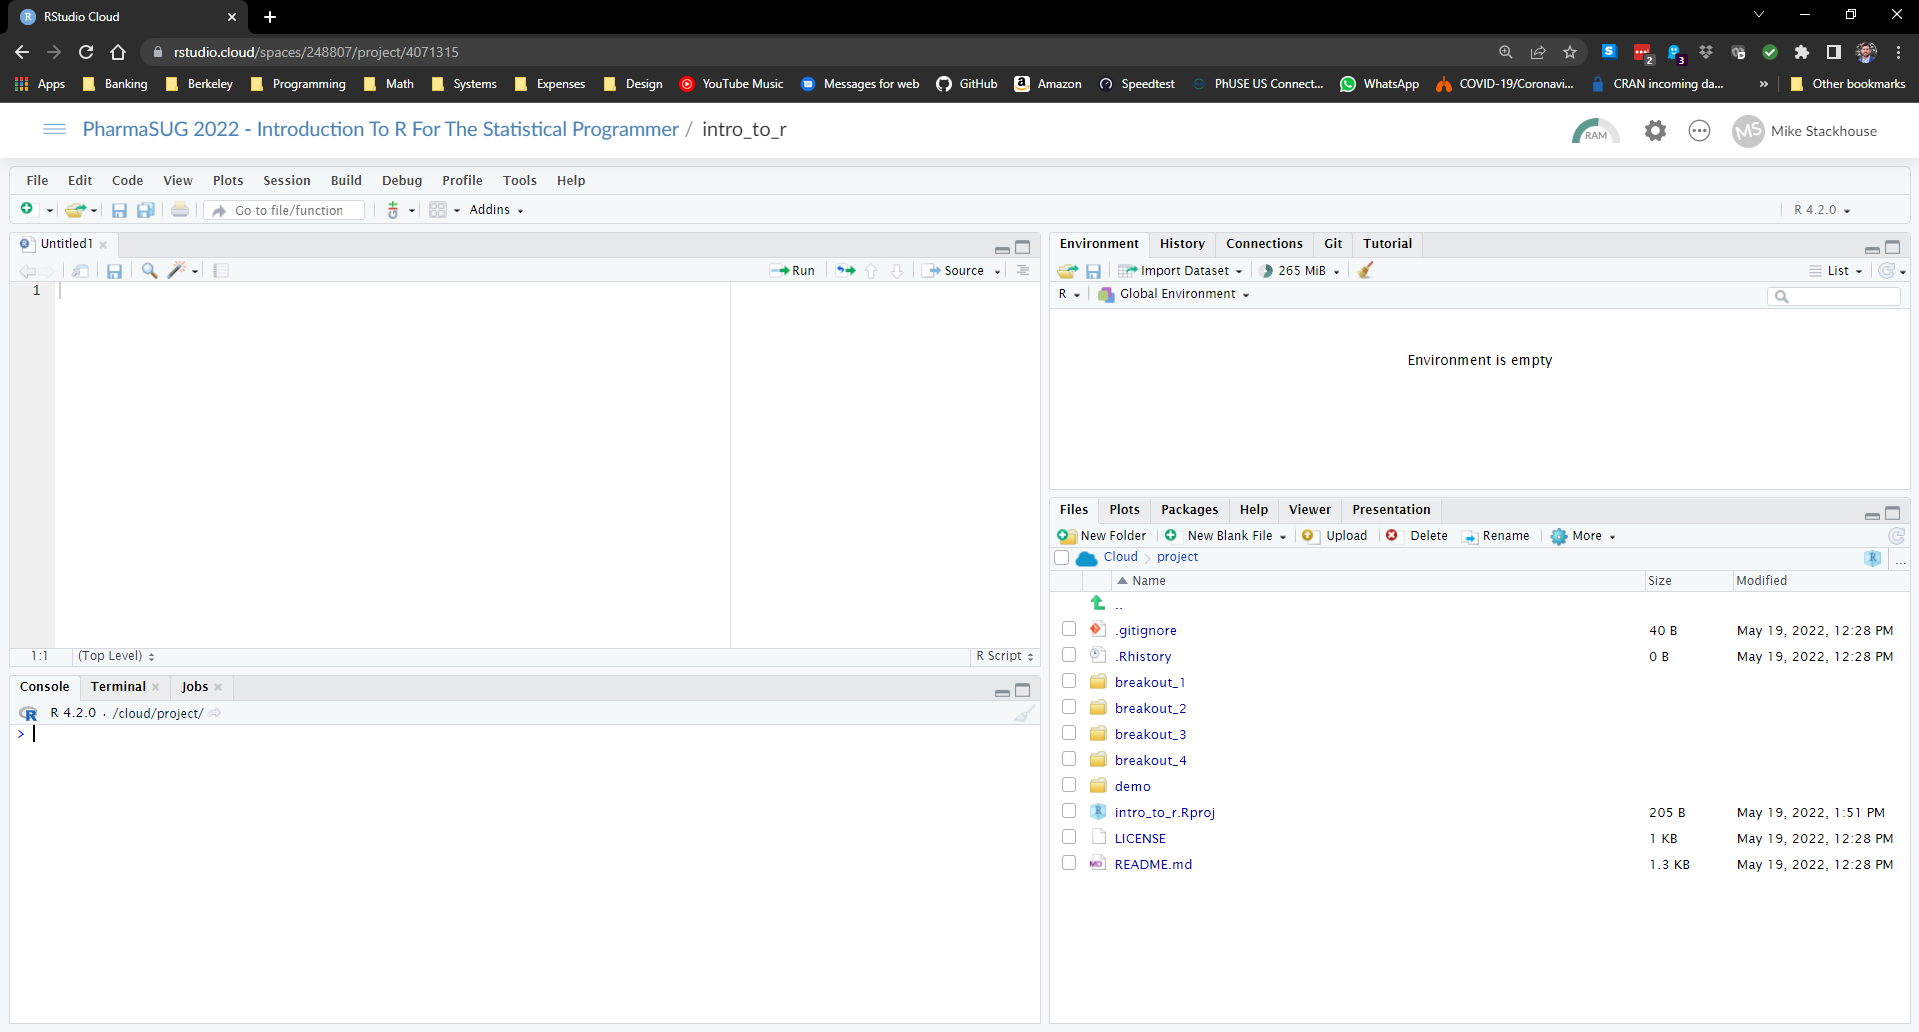 RStudio Cloud
rstudio.cloud/spaces/248807/project/4071315
2 3
Apps Banking Berkeley Programming Math Systems Expenses Design YouTube Music Messages for web GitHub Amazon Speedtest PhUSE US Connect... WhatsApp COVID-19/Coronavi... CRAN incoming da... » Other bookmarks
PharmaSUG 2022 - Introduction To R For The Statistical Programmer / intro_to_r
RAM MS Mike Stackhouse
File Edit Code View Plots Session Build Debug Profile Tools Help
Go to file/function Addins R 4.2.0
Untitled1
Run Source
1
1:1 (Top Level) R Script
Console Terminal Jobs
R 4.2.0 · /cloud/project/
>
Environment History Connections Git Tutorial
Import Dataset 265 MiB List
R Global Environment
Environment is empty
Files Plots Packages Help Viewer Presentation
New Folder New Blank File Upload Delete Rename More
Cloud project R ...
Name Size Modified
..
.gitignore 40 B May 19, 2022, 12:28 PM
.Rhistory 0 B May 19, 2022, 12:28 PM
breakout_1
breakout_2
breakout_3
breakout_4
demo
intro_to_r.Rproj 205 B May 19, 2022, 1:51 PM
LICENSE 1 KB May 19, 2022, 12:28 PM
README.md 1.3 KB May 19, 2022, 12:28 PM